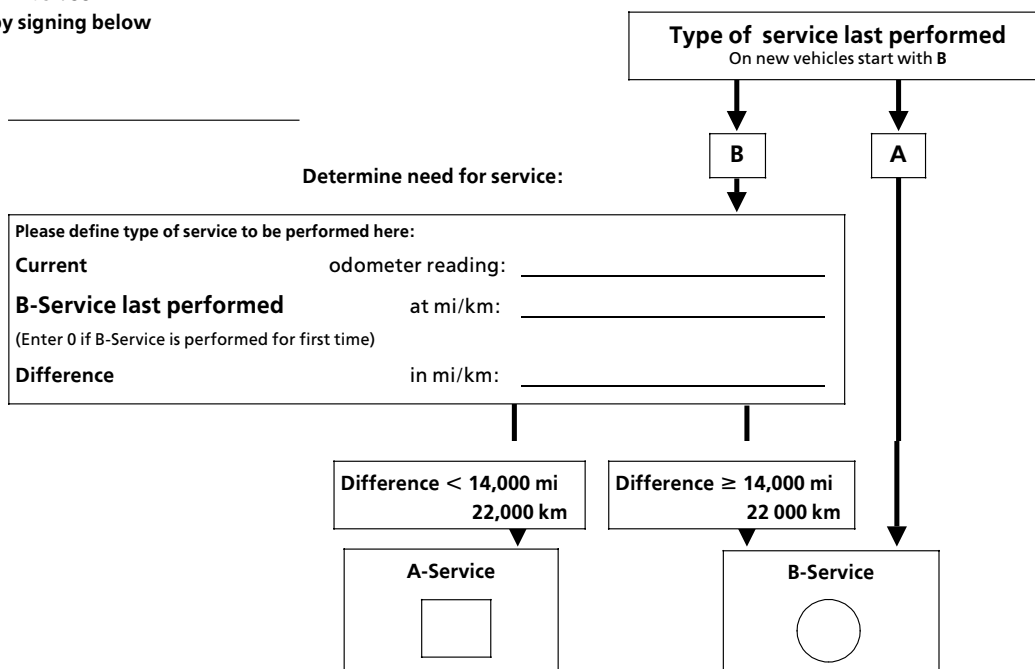 by signing below
Type of service last performed
On new vehicles start with B
B
A
Determine need for service:
Please define type of service to be performed here:
Current odometer reading:
B-Service last performed at mi/km:
(Enter 0 if B-Service is performed for first time)
Difference in mi/km:
Difference < 14,000 mi
22,000 km
Difference ≥ 14,000 mi
22 000 km
A-Service
B-Service